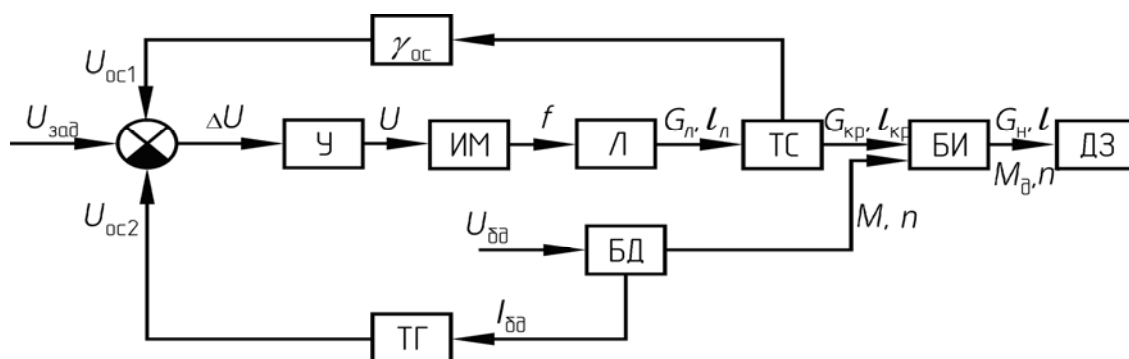 γос
Uос1
Uзад
ΔU
У
U
ИМ
f
Л
Gл, lл
ТС
Gкр, lкр
БИ
Gн, l
Mд, n
ДЗ
Uос2
Uбд
БД
M, n
Iбд
ТГ